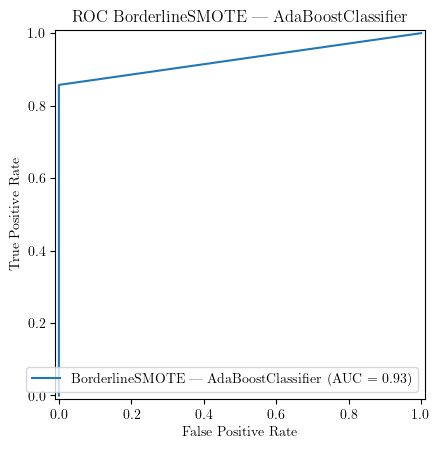 ROC BorderlineSMOTE — AdaBoostClassifier
1.0
0.8
0.6
0.4
0.2
0.0
True Positive Rate
BorderlineSMOTE — AdaBoostClassifier (AUC = 0.93)
0.0 0.2 0.4 0.6 0.8 1.0
False Positive Rate